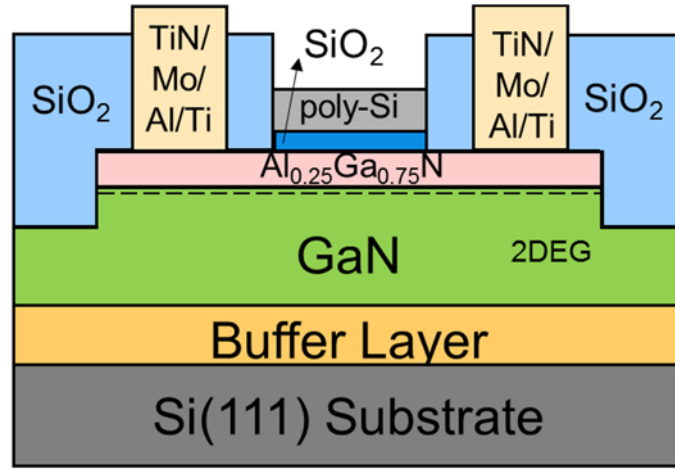 TiN/
Mo/
Al/Ti
SiO₂
TiN/
Mo/
Al/Ti
SiO₂
poly-Si
SiO₂
Al₀.₂₅Ga₀.₇₅N
GaN
2DEG
Buffer Layer
Si(111) Substrate